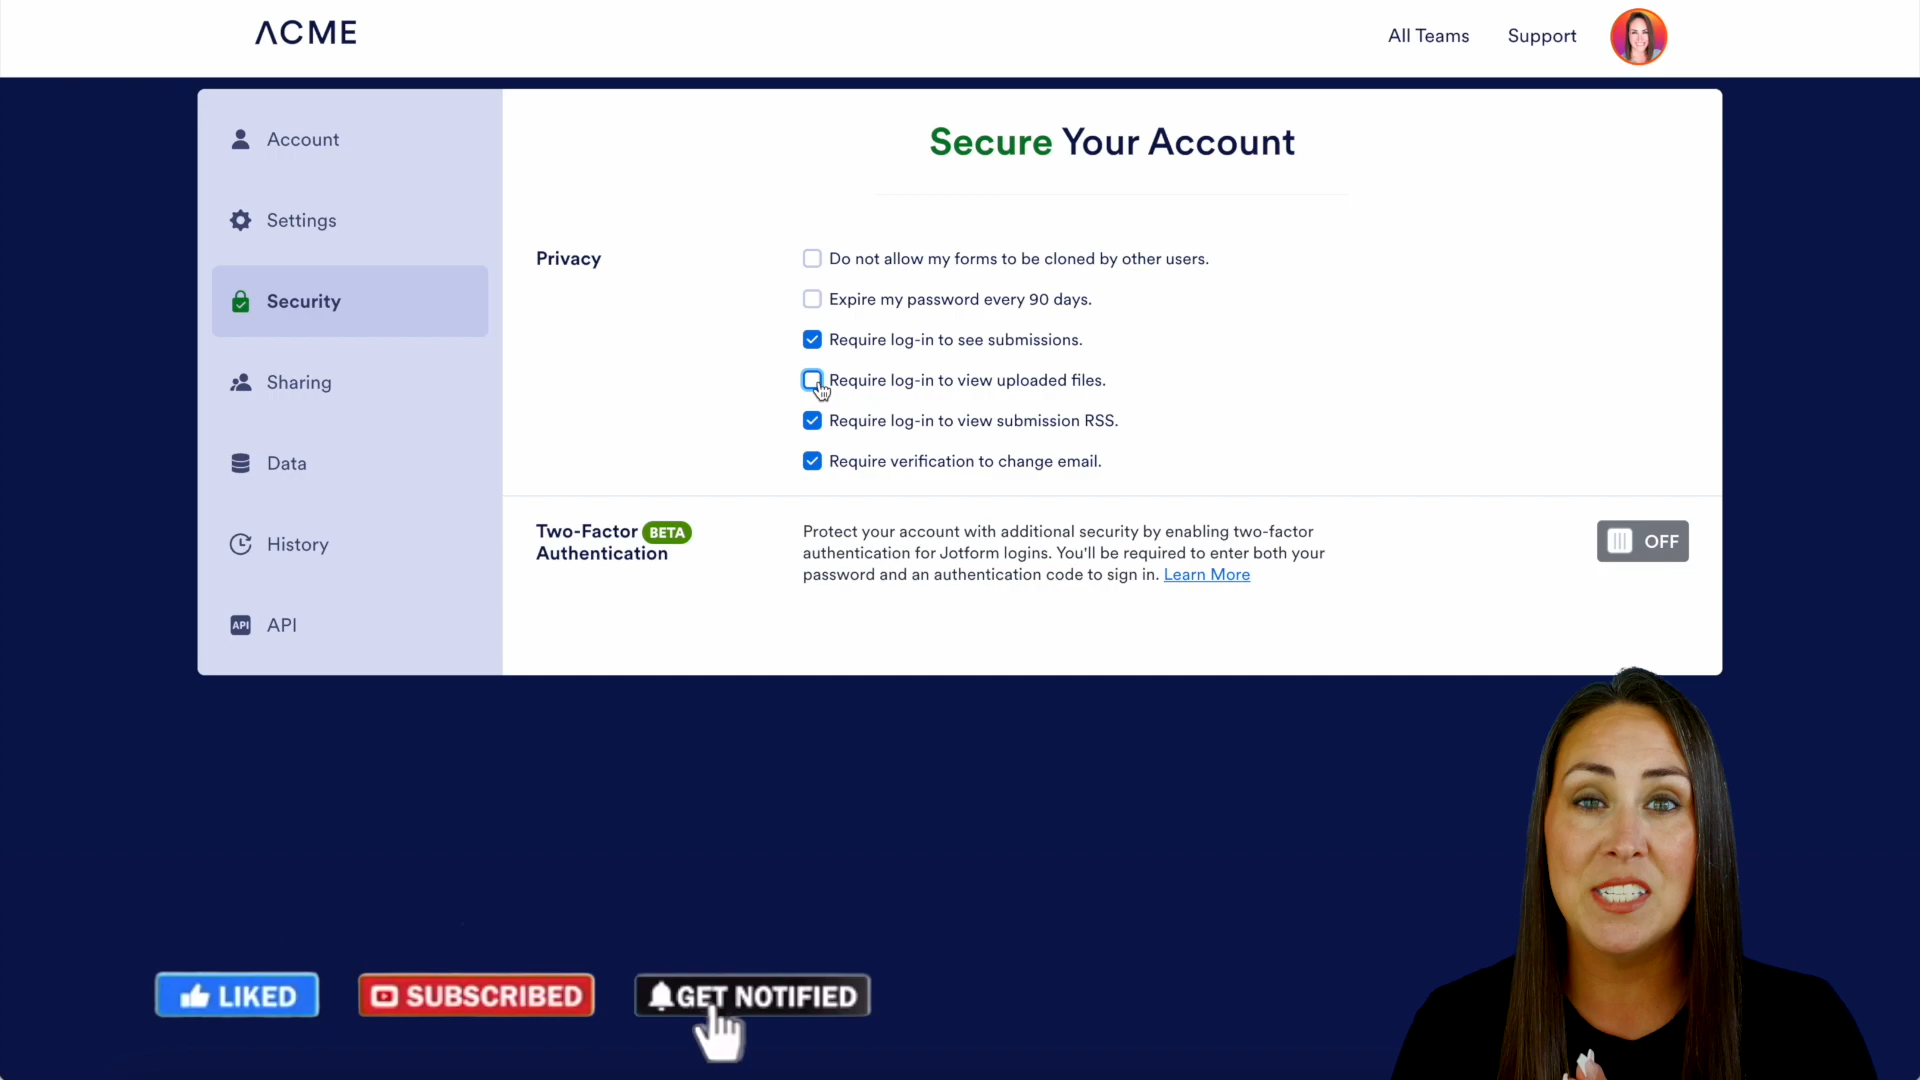 ACME
All Teams
Support
Account
Settings
Security
Sharing
Data
History
API
API
Secure Your Account
Privacy
Do not allow my forms to be cloned by other users.
Expire my password every 90 days.
Require log-in to see submissions.
Require log-in to view uploaded files.
Require log-in to view submission RSS.
Require verification to change email.
Two-Factor BETA
Authentication
Protect your account with additional security by enabling two-factor
authentication for Jotform logins. You'll be required to enter both your
password and an authentication code to sign in. Learn More
OFF
LIKED
SUBSCRIBED
GET NOTIFIED